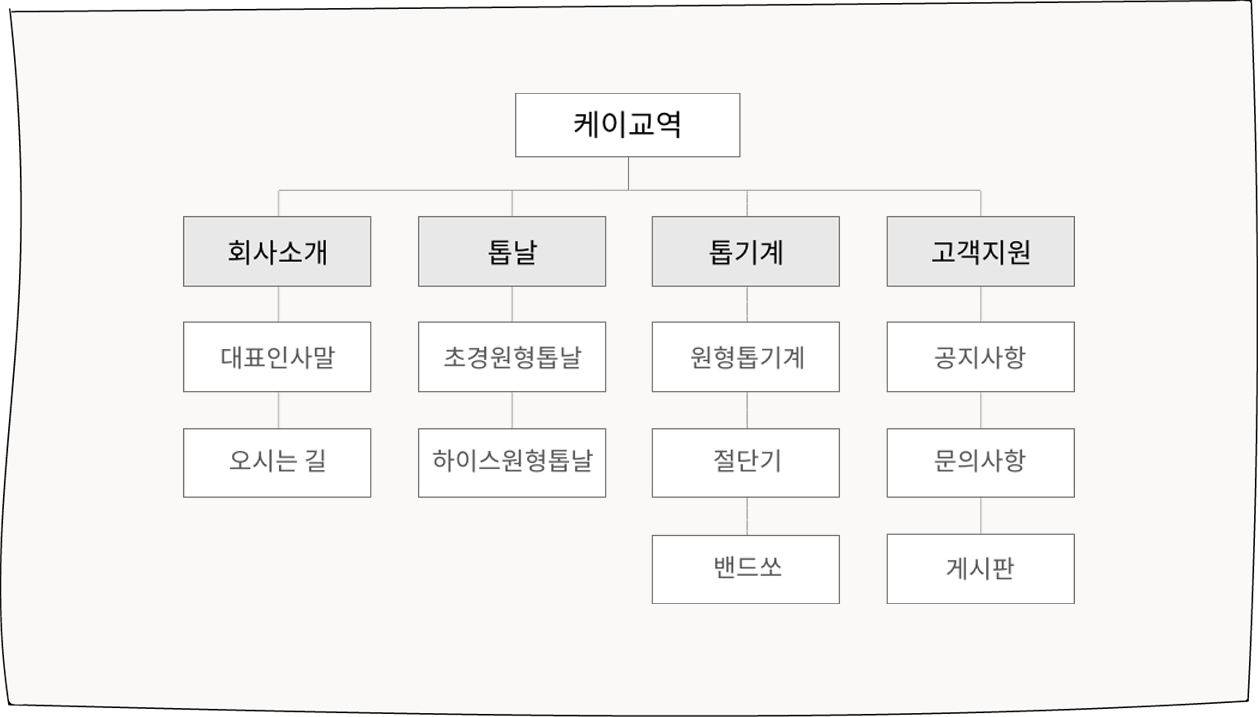 케이교역
회사소개
톱날
톱기계
고객지원
대표인사말
초경원형톱날
원형톱기계
공지사항
오시는 길
하이스원형톱날
절단기
문의사항
밴드쏘
게시판